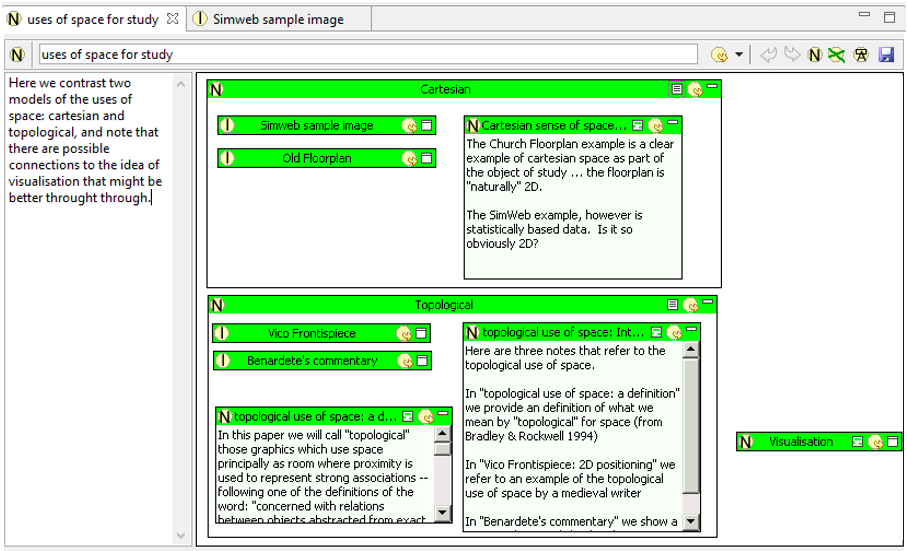 uses of space for study
Simweb sample image
uses of space for study
Here we contrast two
models of the uses of
space: cartesian and
topological, and note that
there are possible
connections to the idea of
visualisation that might be
better throught through.
Cartesian
Simweb sample image
Old Floorplan
Cartesian sense of space...
The Church Floorplan example is a clear
example of cartesian space as part of
the object of study ... the floorplan is
"naturally" 2D.
The SimWeb example, however is
statistically based data.  Is it so
obviously 2D?
Topological
Vico Frontispiece
Benardete's commentary
topological use of space: a d...
In this paper we will call "topological"
those graphics which use space
principally as room where proximity is
used to represent strong associations --
following one of the definitions of the
word: "concerned with relations
between objects abstracted from exact
topological use of space: Int...
Here are three notes that refer to the
topological use of space.
In "topological use of space: a definition"
we provide an definition of what we
mean by "topological" for space (from
Bradley & Rockwell 1994)
In "Vico Frontispiece: 2D positioning" we
refer to an example of the topological
use of space by a medieval writer
In "Benardete's commentary" we show a
Visualisation